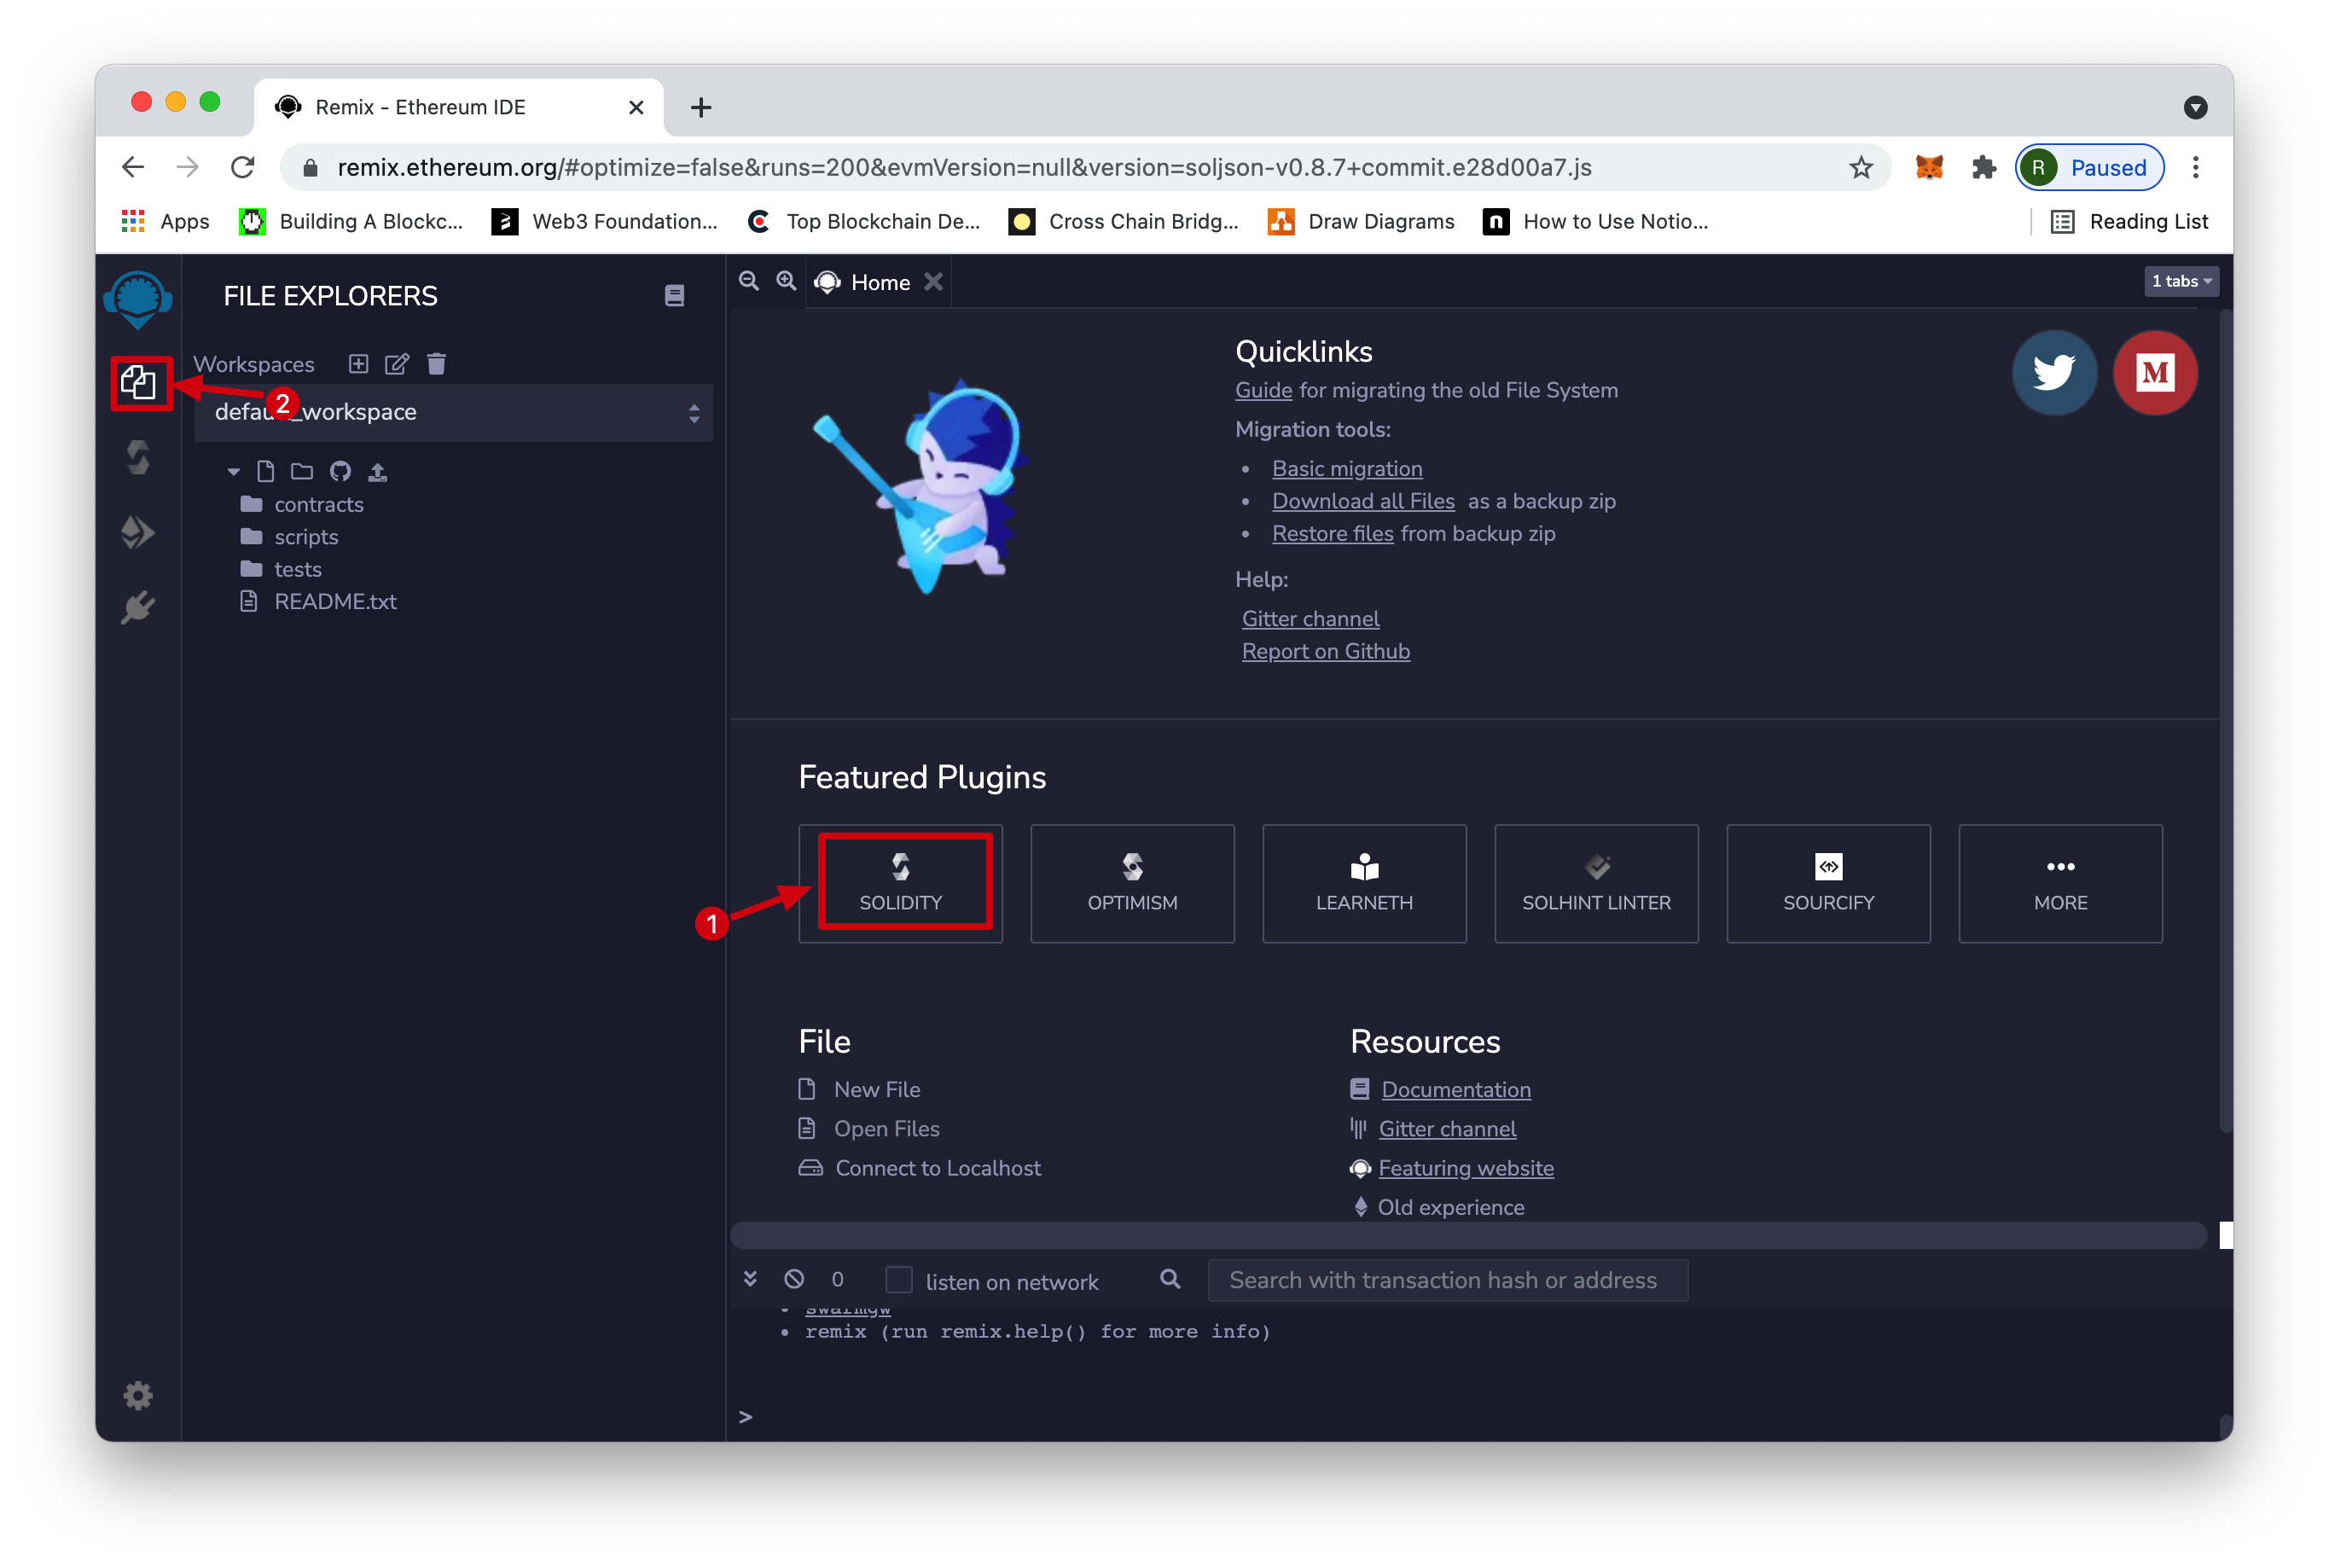 Remix - Ethereum IDE
remix.ethereum.org/#optimize=false&runs=200&evmVersion=null&version=soljson-v0.8.7+commit.e28d00a7.js
R Paused
Apps Building A Blockc... Web3 Foundation... Top Blockchain De... Cross Chain Bridg... Draw Diagrams How to Use Notio... Reading List
FILE EXPLORERS
Workspaces
2
_workspace
contracts
scripts
tests
README.txt
Home
1 tabs
Quicklinks
Guide for migrating the old File System
Migration tools:
Basic migration
Download all Files as a backup zip
Restore files from backup zip
Help:
Gitter channel
Report on Github
M
Featured Plugins
1
SOLIDITY
OPTIMISM
LEARNETH
SOLHINT LINTER
SOURCIFY
MORE
File
New File
Open Files
Connect to Localhost
Resources
Documentation
Gitter channel
Featuring website
Old experience
0 listen on network Search with transaction hash or address
remix (run remix.help() for more info)
>